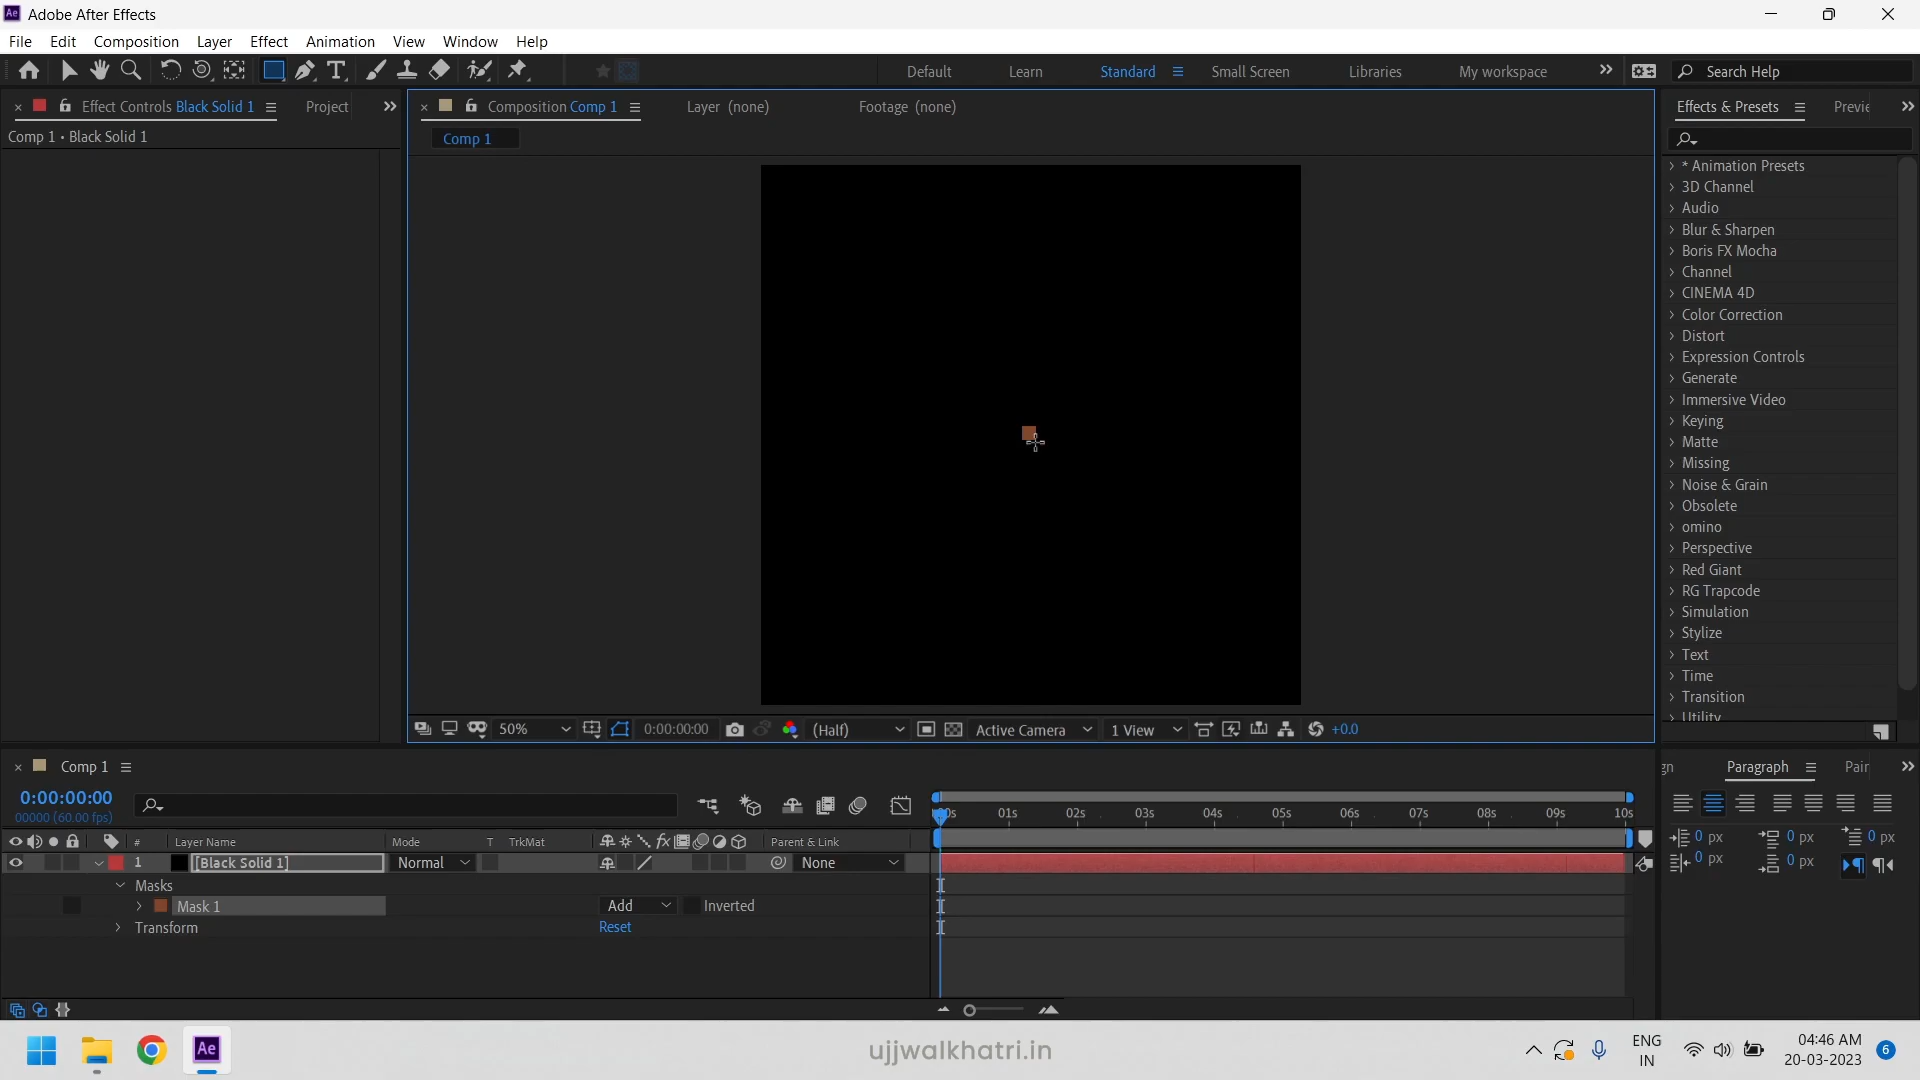 Ae Adobe After Effects
File Edit Composition Layer Effect Animation View Window Help
Default Learn Standard Small Screen Libraries My workspace Search Help
Effect Controls Black Solid 1 Project Composition Comp 1 Layer (none) Footage (none) Effects & Presets Previe
Comp 1 • Black Solid 1
Comp 1
* Animation Presets
3D Channel
Audio
Blur & Sharpen
Boris FX Mocha
Channel
CINEMA 4D
Color Correction
Distort
Expression Controls
Generate
Immersive Video
Keying
Matte
Missing
Noise & Grain
Obsolete
omino
Perspective
Red Giant
RG Trapcode
Simulation
Stylize
Text
Time
Transition
Utility
50% 0:00:00:00 (Half) Active Camera 1 View +0.0
Comp 1
gn Paragraph Pair
0:00:00:00
00000 (60.00 fps)
00s 01s 02s 03s 04s 05s 06s 07s 08s 09s 10s
# Layer Name Mode T TrkMat fx Parent & Link
0 px 0 px 0 px
0 px 0 px
1 [Black Solid 1] Normal None
Masks
Mask 1 Add Inverted
Transform Reset
Ae
ujjwalkhatri.in
ENG
IN
04:46 AM
20-03-2023
6